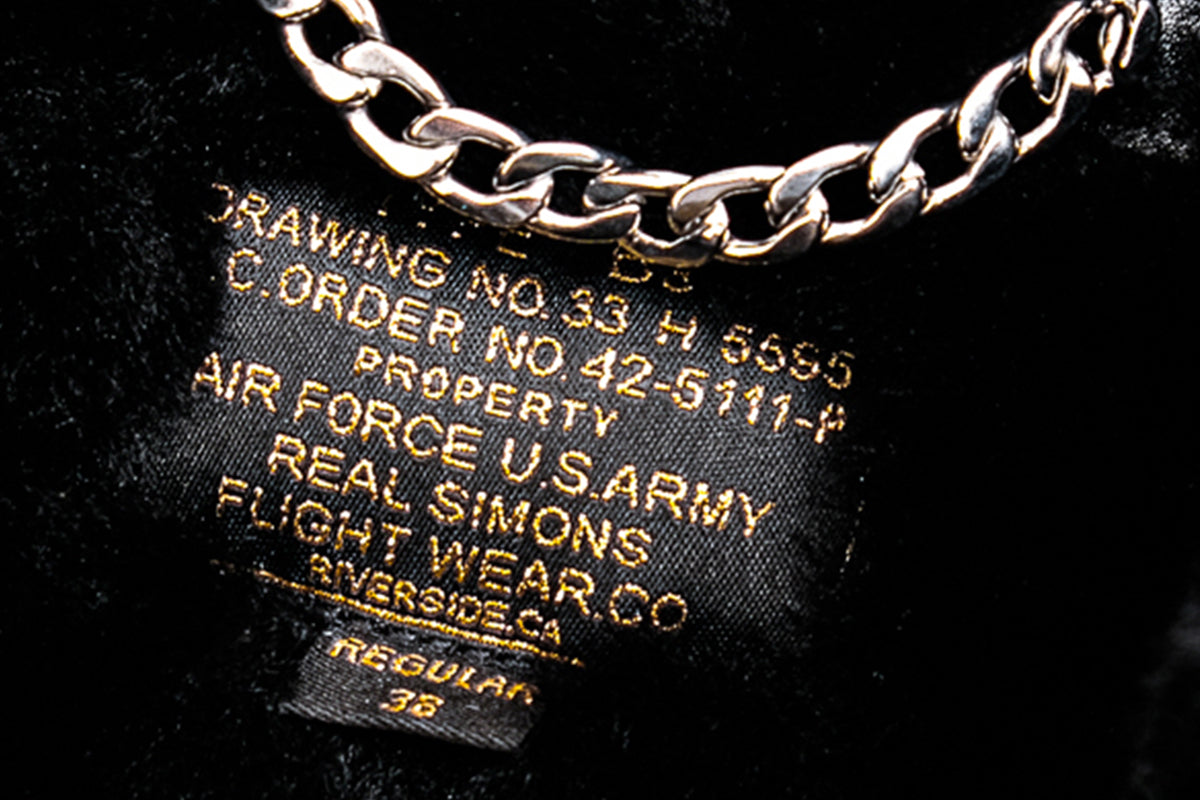 DRAWING NO. 33 H 5595
C. ORDER NO. 42-5111-P
PROPERTY
AIR FORCE U.S.ARMY
REAL SIMONS
FLIGHT WEAR.CO
RIVERSIDE.CA
REGULAR
36